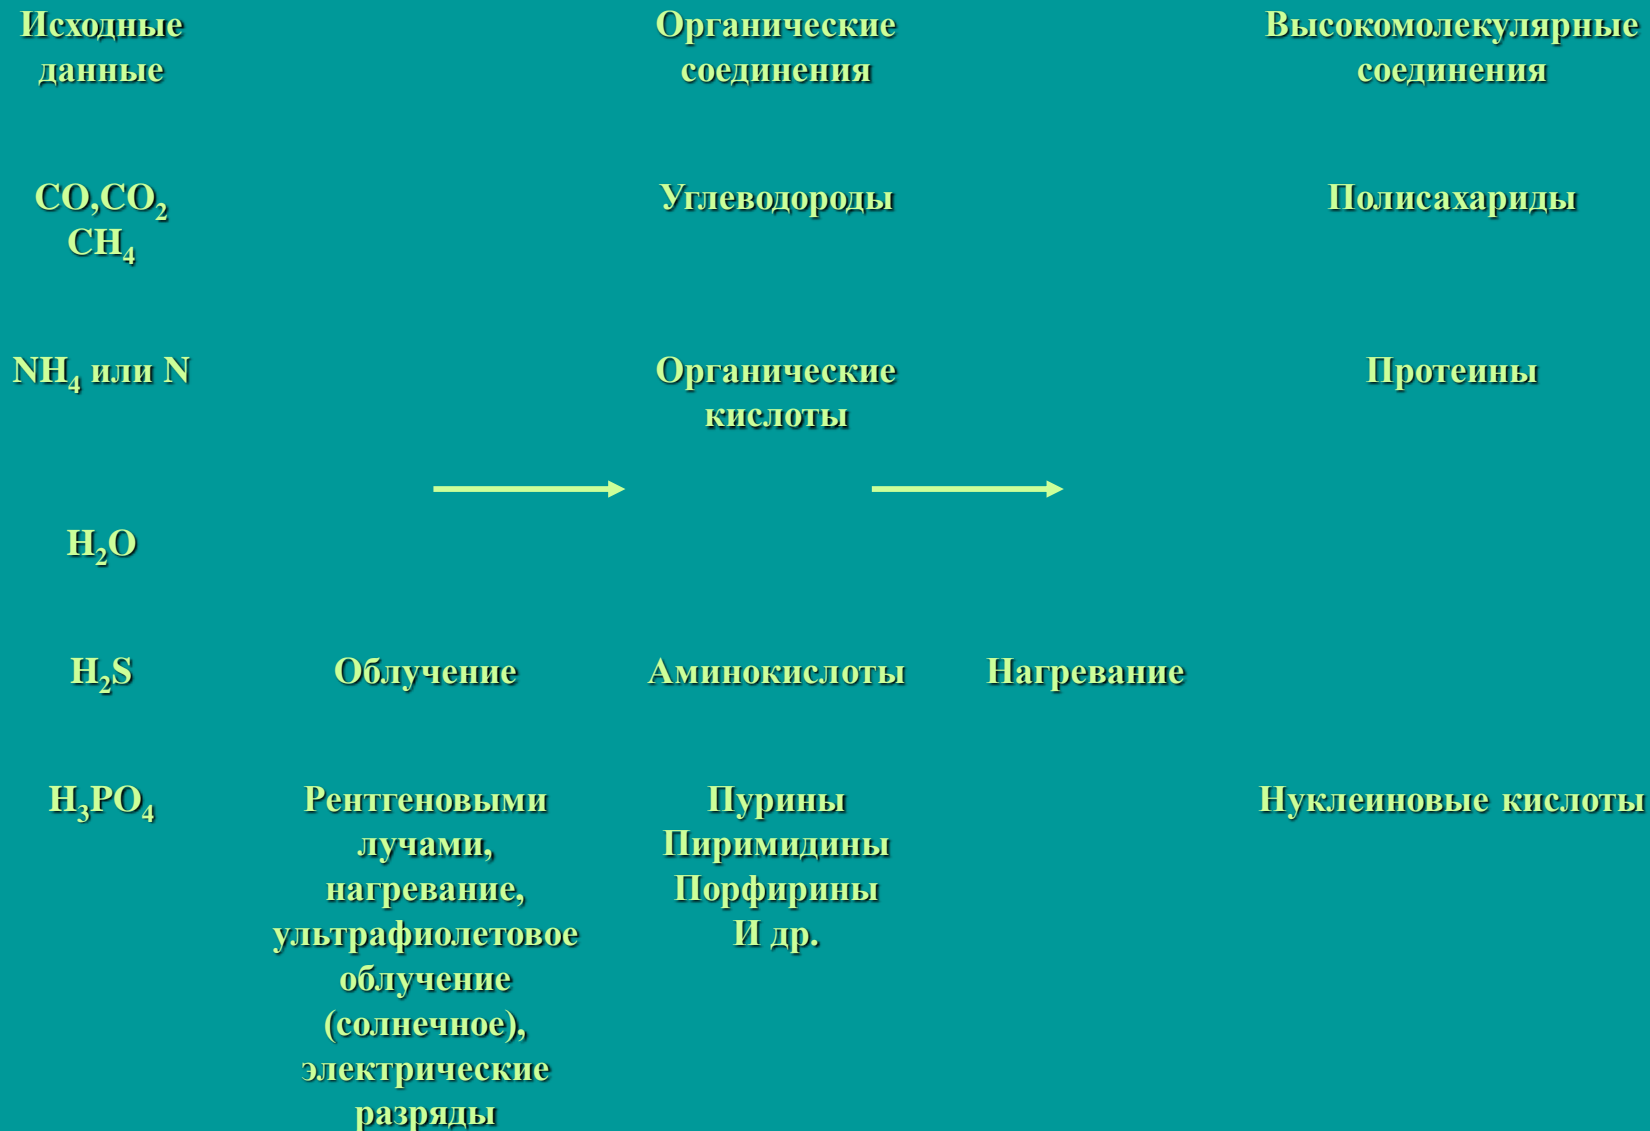 Исходные
данные
Органические
соединения
Высокомолекулярные
соединения
CO,CO₂
CH₄
Углеводороды
Полисахариды
NH₄ или N
Органические
кислоты
Протеины
H₂O
H₂S
Облучение
Аминокислоты
Нагревание
H₃PO₄
Рентгеновыми
лучами,
нагревание,
ультрафиолетовое
облучение
(солнечное),
электрические
разряды
Пурины
Пиримидины
Порфирины
И др.
Нуклеиновые кислоты